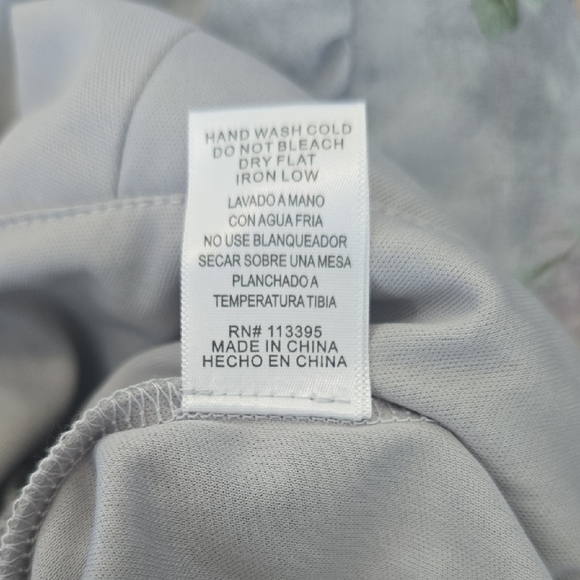 HAND WASH COLD
DO NOT BLEACH
DRY FLAT
IRON LOW
LAVADO A MANO
CON AGUA FRIA
NO USE BLANQUEADOR
SECAR SOBRE UNA MESA
PLANCHADO A
TEMPERATURA TIBIA
RN# 113395
MADE IN CHINA
HECHO EN CHINA